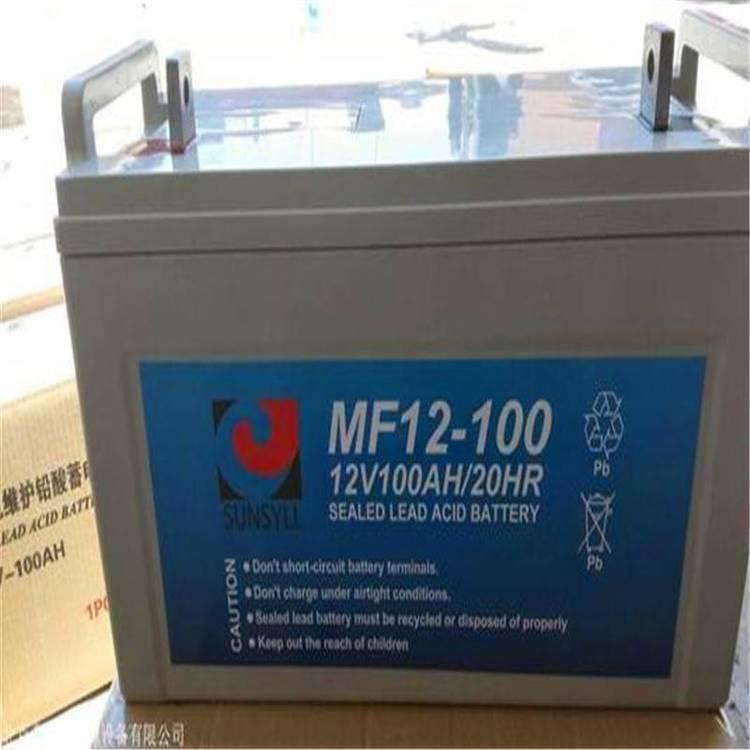 MF12-100
12V100AH/20HR
SEALED LEAD ACID BATTERY
SUNSYLL
Pb
Pb
CAUTION
Don't short-circuit battery terminals.
Don't charge under airtight conditions.
Sealed lead battery must be recycled or disposed of properly
Keep out the reach of children
维护铅酸蓄
LEAD ACID
-100AH
设备有限公司